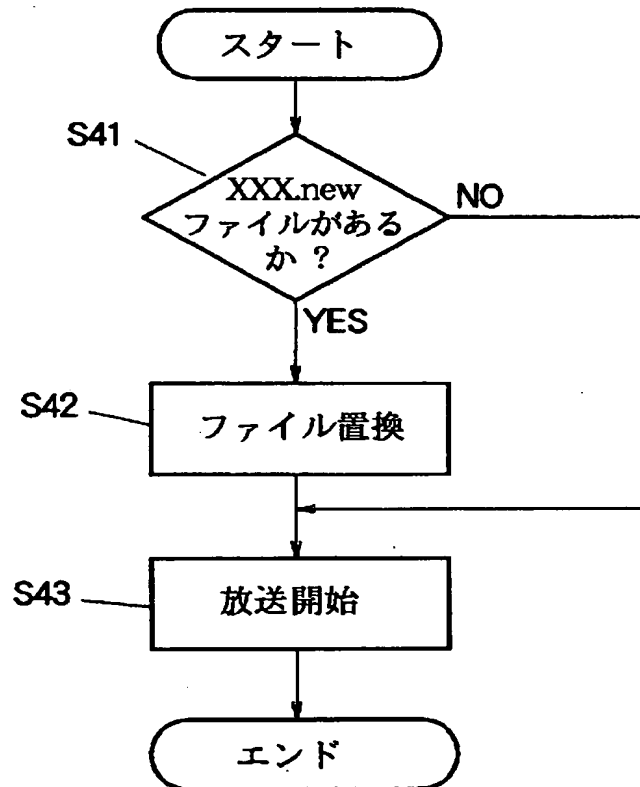 スタート
S41
XXX.new
ファイルがある
か ?
NO
YES
S42
ファイル置換
S43
放送開始
エンド